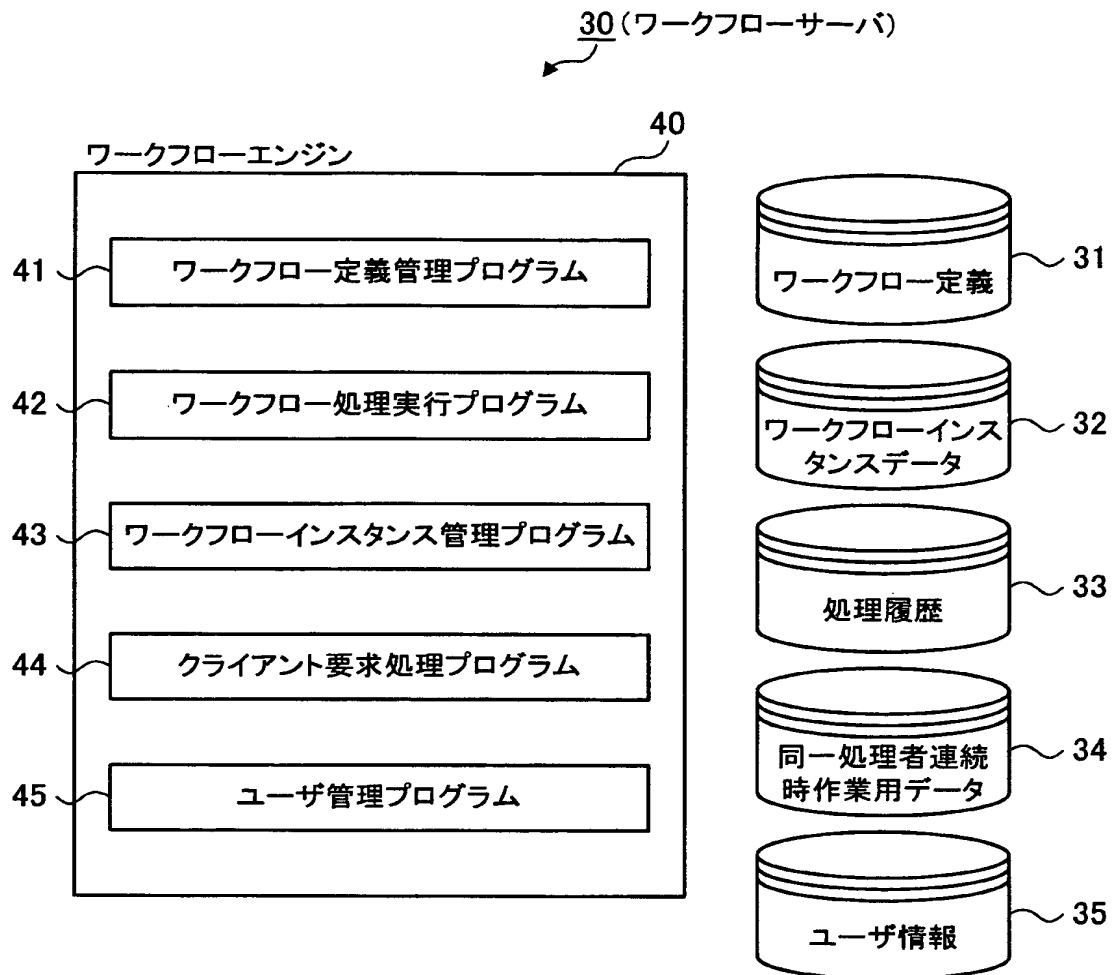 30(ワークフローサーバ)
40
ワークフローエンジン
41
ワークフロー定義管理プログラム
42
ワークフロー処理実行プログラム
43
ワークフローインスタンス管理プログラム
44
クライアント要求処理プログラム
45
ユーザ管理プログラム
ワークフロー定義
31
ワークフローインス
タンスデータ
32
処理履歴
33
同一処理者連続
時作業用データ
34
ユーザ情報
35